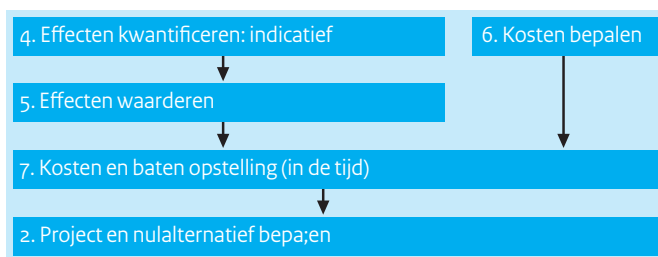 4. Effecten kwantificeren: indicatief
6. Kosten bepalen
5. Effecten waarderen
7. Kosten en baten opstelling (in de tijd)
2. Project en nulalternatief bepa;en